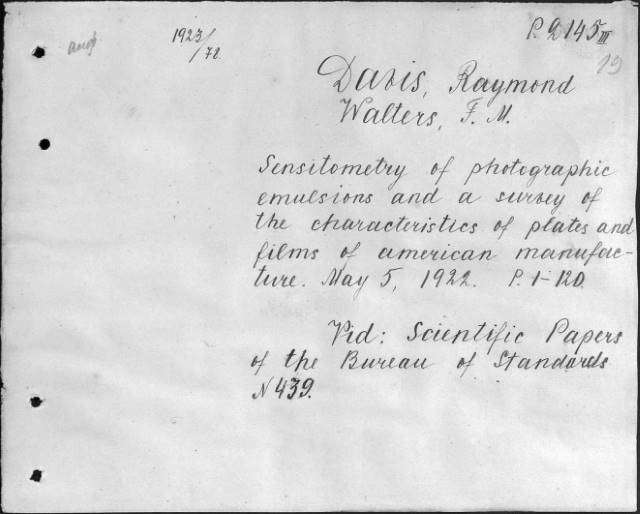 angl.
1923/78
P. 2145 III
19
Davis, Raymond
Walters, F. M.
Sensitometry of photographic
emulsions and a survey of
the characteristics of plates and
films of american manufac-
ture. May 5, 1922. P. 1-120.
Vid: Scientific Papers
of the Bureau of Standards
N 439.